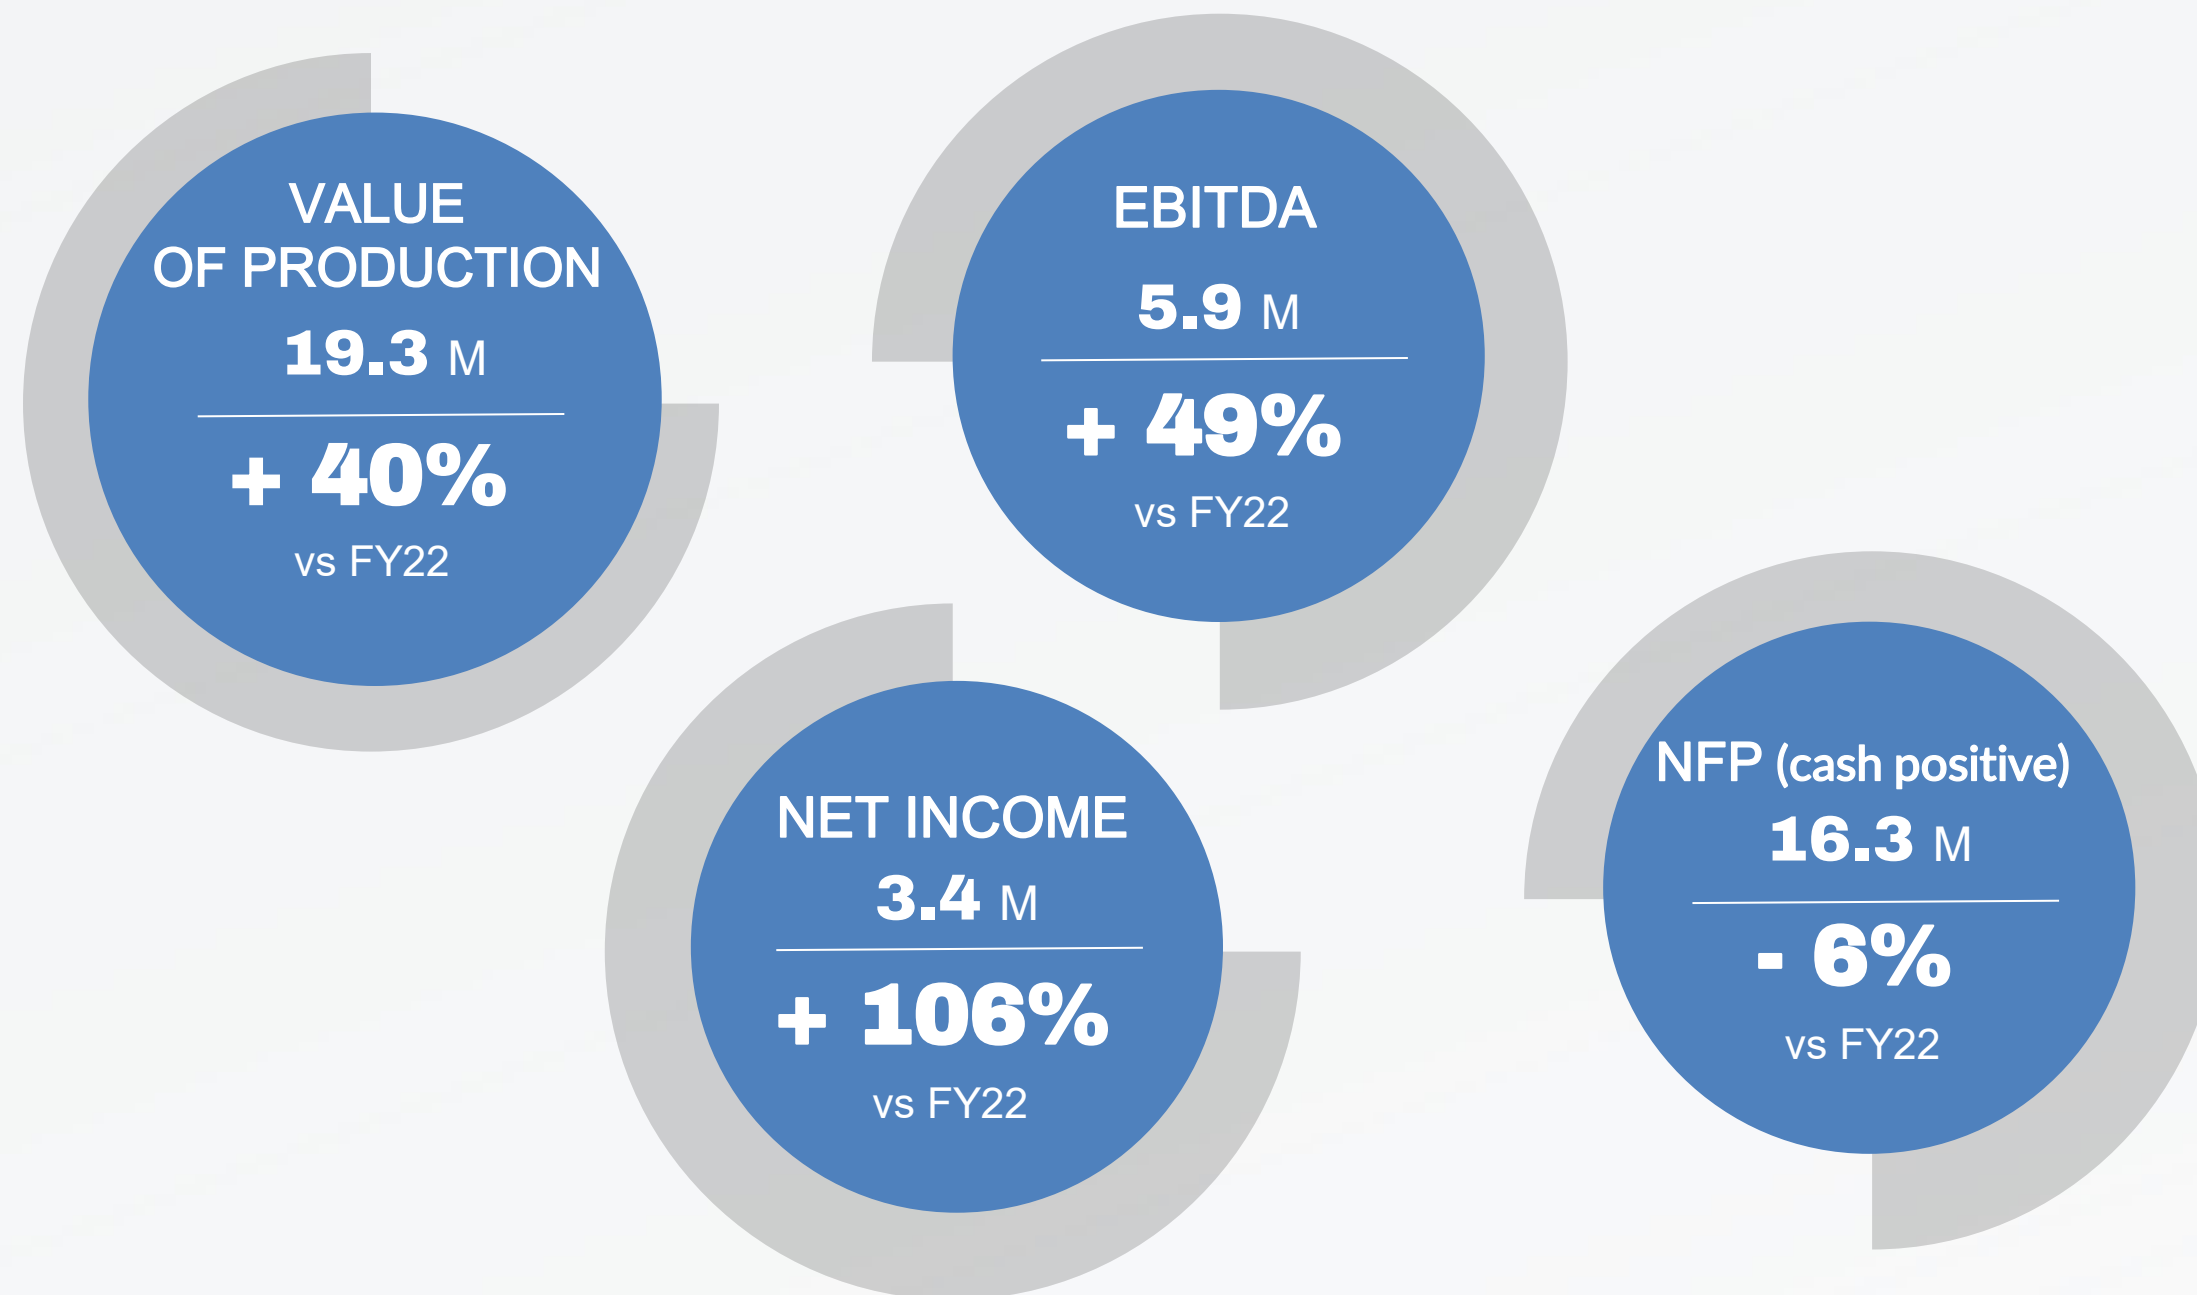 VALUE
OF PRODUCTION
19.3 M
+ 40%
vs FY22
EBITDA
5.9 M
+ 49%
vs FY22
NET INCOME
3.4 M
+ 106%
vs FY22
NFP (cash positive)
16.3 M
- 6%
vs FY22